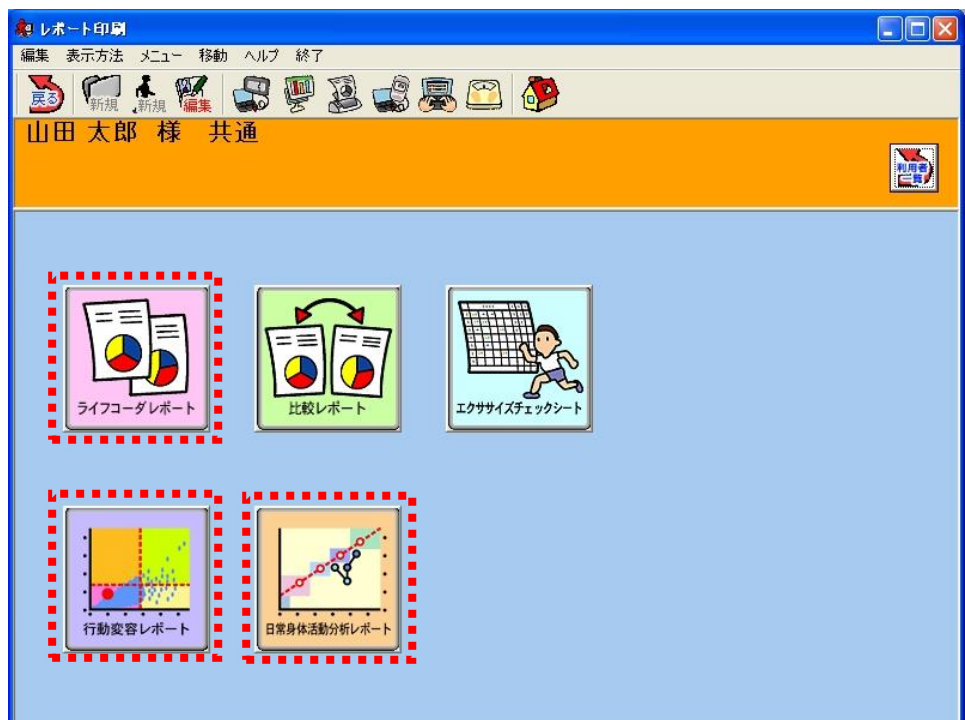 レポート印刷
編集 表示方法 メニュー 移動 ヘルプ 終了
戻る 新規 新規 編集
山田 太郎 様 共通
利用者一覧
ライフコーダレポート
比較レポート
エクササイズチェックシート
行動変容レポート
日常身体活動分析レポート